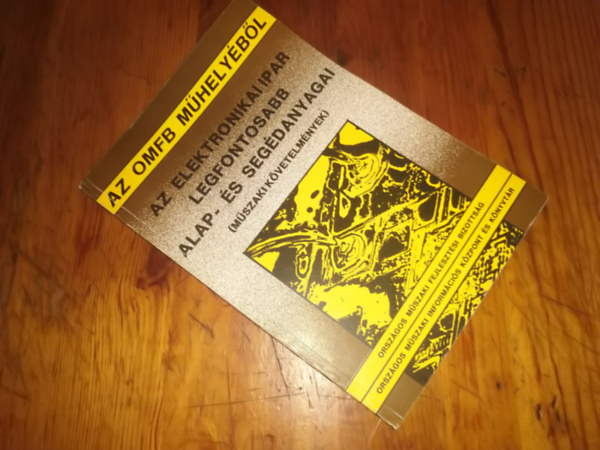 AZ OMFB MŰHELYÉBŐL
AZ ELEKTRONIKAI IPAR
LEGFONTOSABB
ALAP- ÉS SEGÉDANYAGAI
(MŰSZAKI KÖVETELMÉNYEK)
ORSZÁGOS MŰSZAKI FEJLESZTÉSI BIZOTTSÁG
ORSZÁGOS MŰSZAKI INFORMÁCIÓS KÖZPONT ÉS KÖNYVTÁR